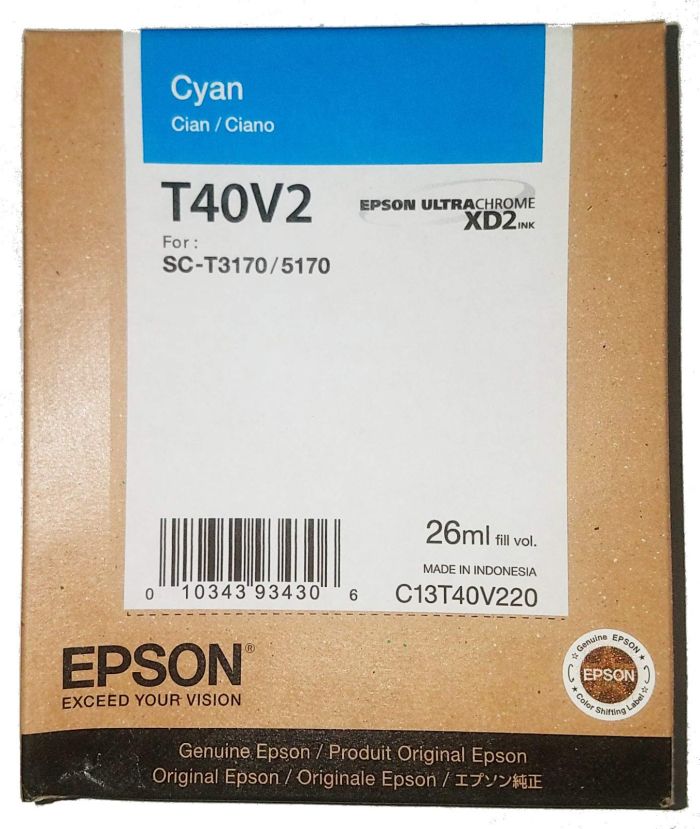 Cyan
Cian / Ciano
T40V2
EPSON ULTRACHROME
XD2 INK
For :
SC-T3170/5170
26ml fill vol.
MADE IN INDONESIA
C13T40V220
0 10343 93430 6
EPSON®
EXCEED YOUR VISION
☆ Genuine EPSON ★
EPSON
★ Color Shifting Label ☆
Genuine Epson / Produit Original Epson
Original Epson / Originale Epson / エプソン純正